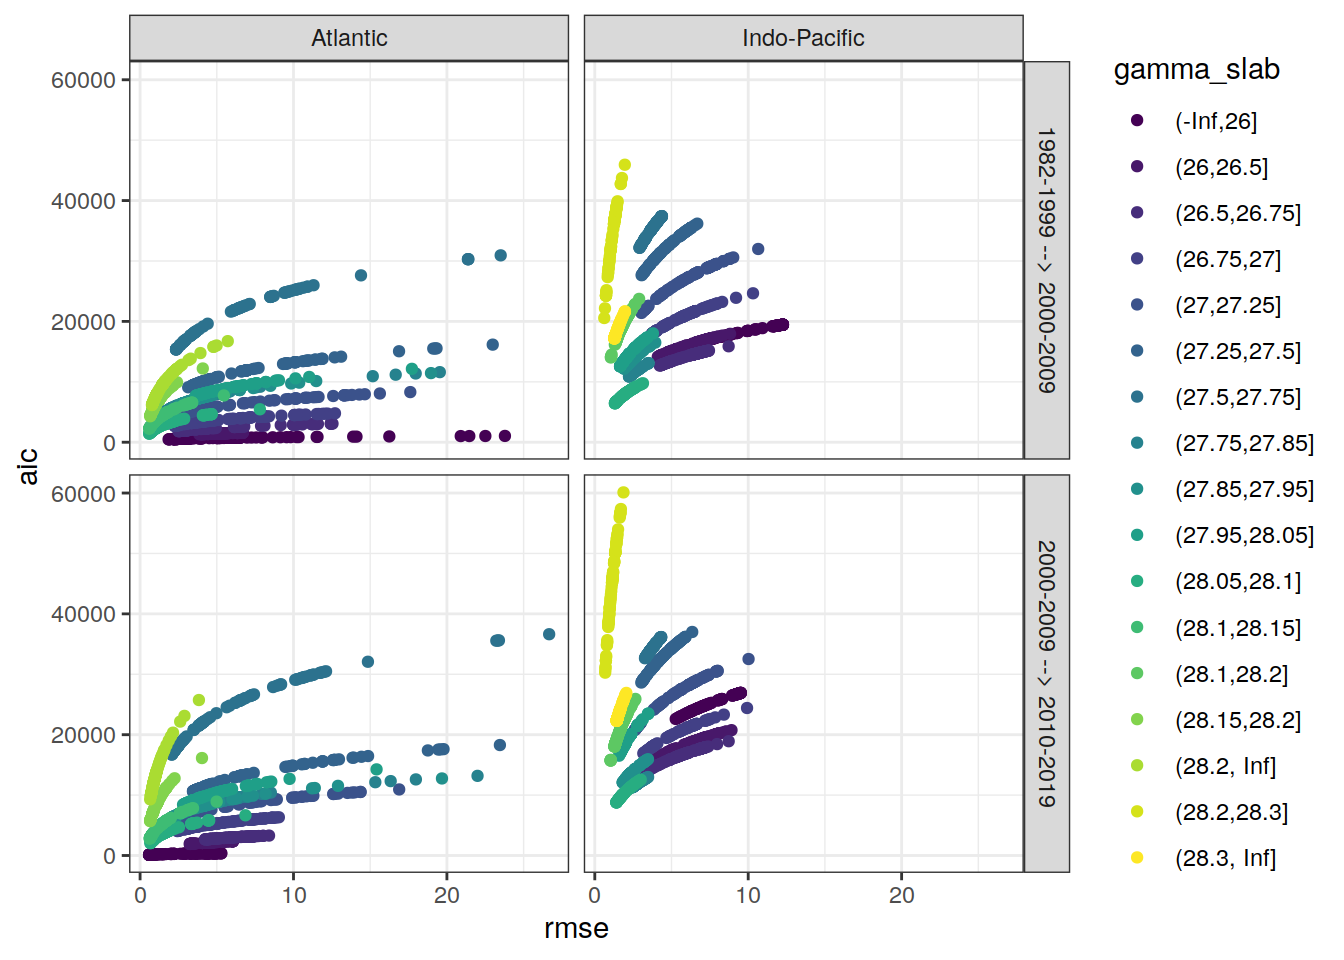 Atlantic
Indo-Pacific
60000
40000
20000
0
1982-1999 --> 2000-2009
60000
40000
20000
0
2000-2009 --> 2010-2019
0
10
20
0
10
20
rmse
aic
gamma_slab
(-Inf,26]
(26,26.5]
(26.5,26.75]
(26.75,27]
(27,27.25]
(27.25,27.5]
(27.5,27.75]
(27.75,27.85]
(27.85,27.95]
(27.95,28.05]
(28.05,28.1]
(28.1,28.15]
(28.1,28.2]
(28.15,28.2]
(28.2, Inf]
(28.2,28.3]
(28.3, Inf]